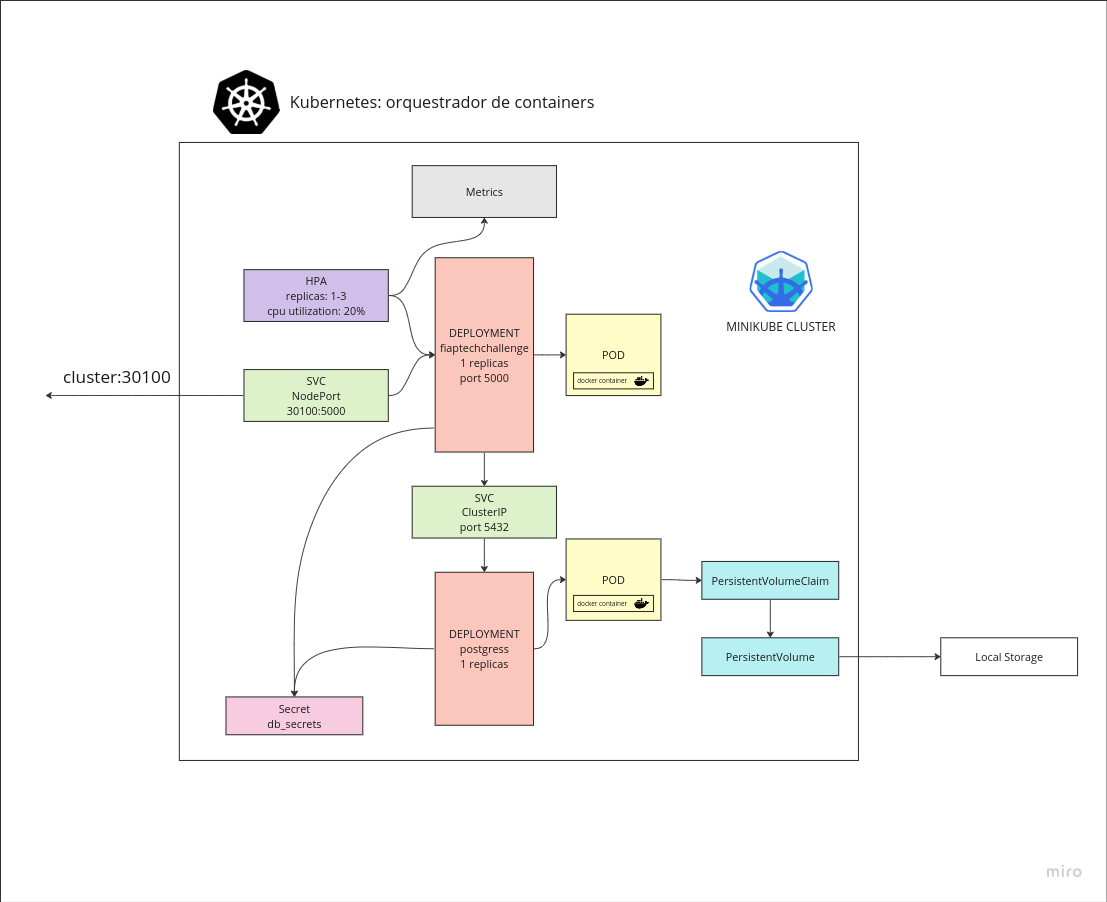 Kubernetes: orquestrador de containers
Metrics
HPA
replicas: 1-3
cpu utilization: 20%
DEPLOYMENT
fiaptechchallenge
1 replicas
port 5000
POD
docker container
MINIKUBE CLUSTER
cluster:30100
SVC
NodePort
30100:5000
SVC
ClusterIP
port 5432
POD
docker container
PersistentVolumeClaim
DEPLOYMENT
postgress
1 replicas
PersistentVolume
Local Storage
Secret
db_secrets
miro